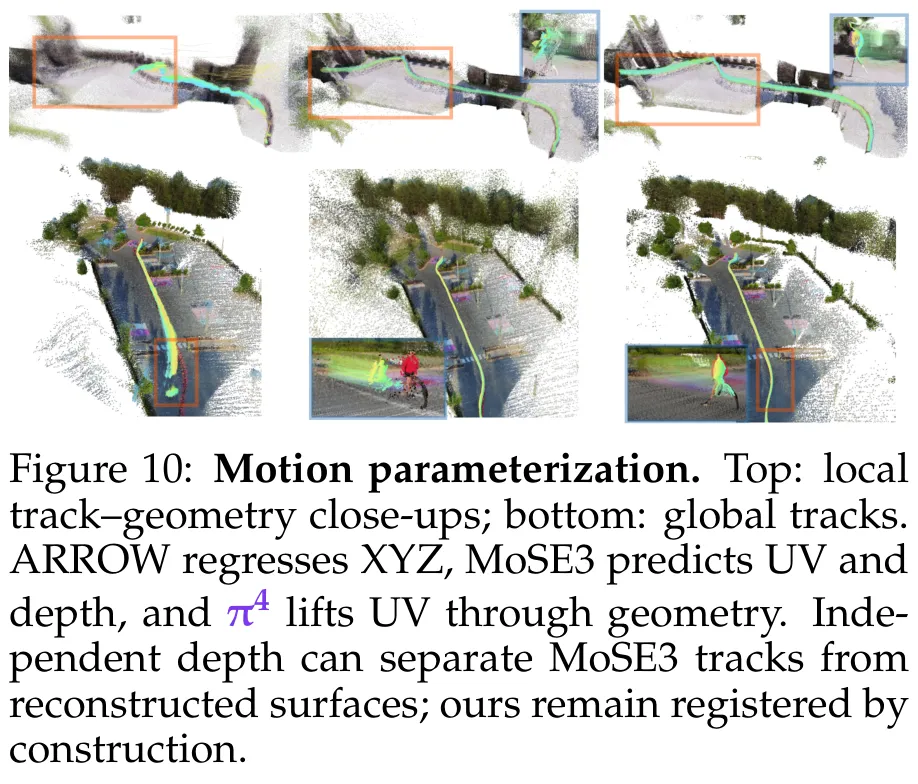 Figure 10: Motion parameterization. Top: local
track–geometry close-ups; bottom: global tracks.
ARROW regresses XYZ, MoSE3 predicts UV and
depth, and π⁴ lifts UV through geometry. Inde-
pendent depth can separate MoSE3 tracks from
reconstructed surfaces; ours remain registered by
construction.